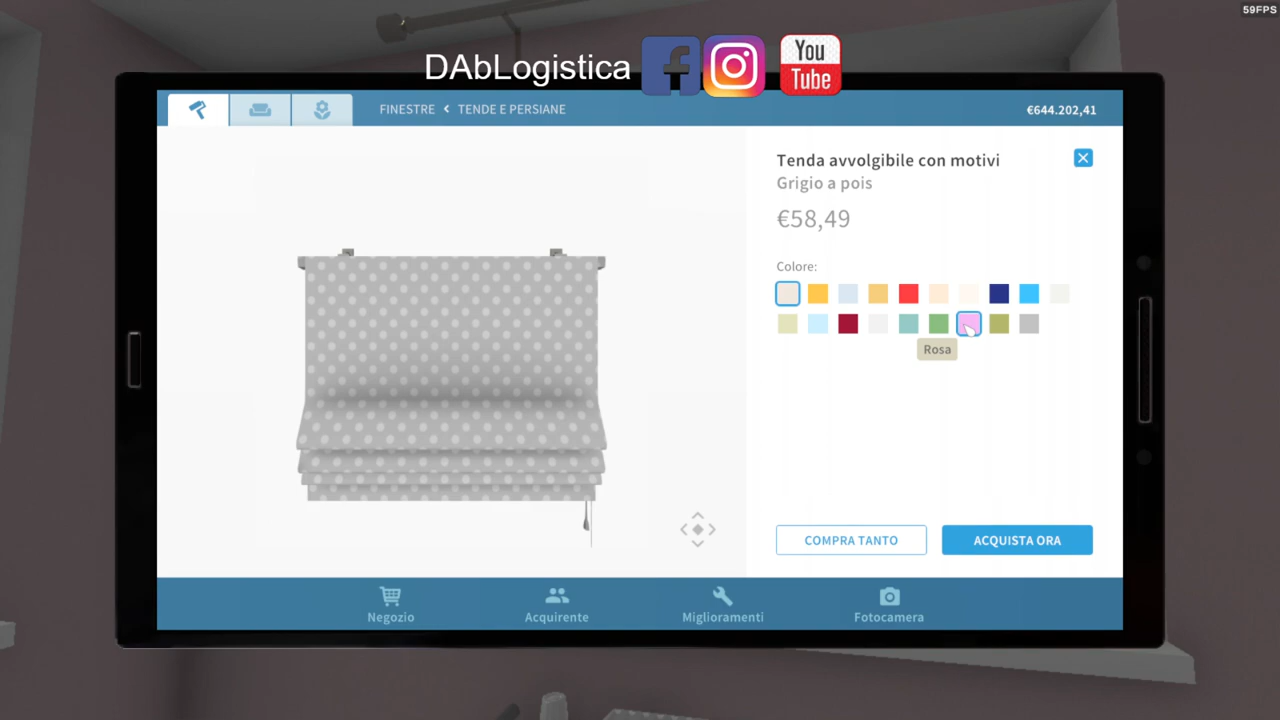 59FPS
DAbLogistica
You
Tube
FINESTRE < TENDE E PERSIANE
€644.202,41
Tenda avvolgibile con motivi
Grigio a pois
€58,49
Colore:
Rosa
COMPRA TANTO
ACQUISTA ORA
Negozio
Acquirente
Miglioramenti
Fotocamera